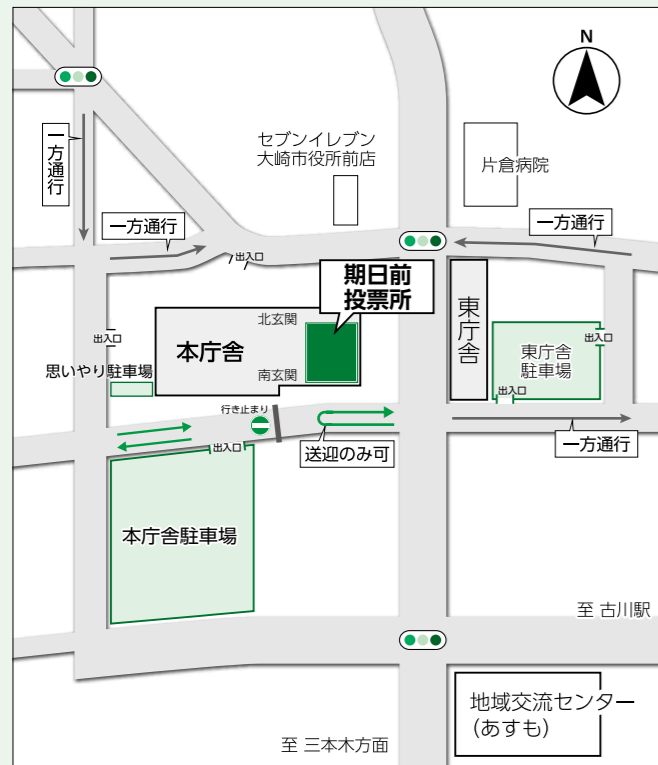 N
セブンイレブン
大崎市役所前店
片倉病院
一方通行
一方通行
一方通行
出入口
期日前
投票所
北玄関
本庁舎
南玄関
東庁舎
出入口
東庁舎
駐車場
出入口
出入口
思いやり駐車場
行き止まり
出入口
送迎のみ可
一方通行
本庁舎駐車場
至 古川駅
地域交流センター
(あすも)
至 三本木方面